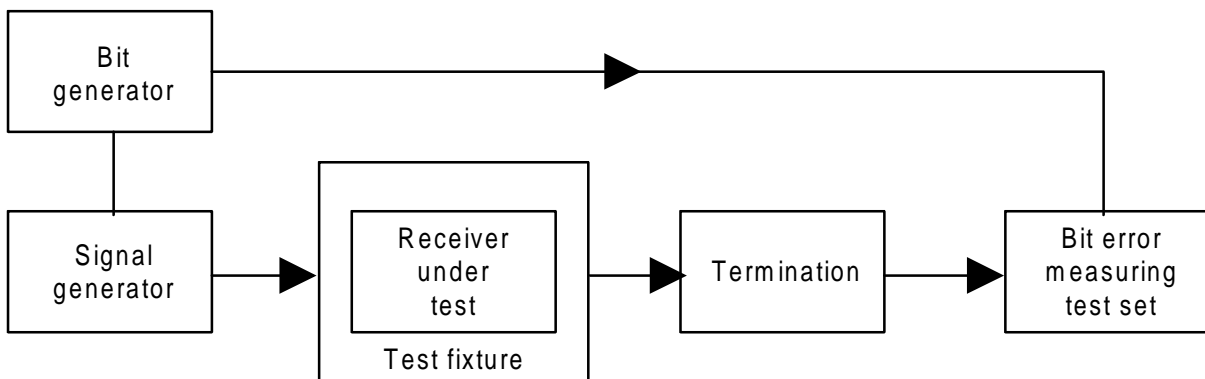 Bit
generator
Signal
generator
Receiver
under
test
Test fixture
Termination
Bit error
measuring
test set